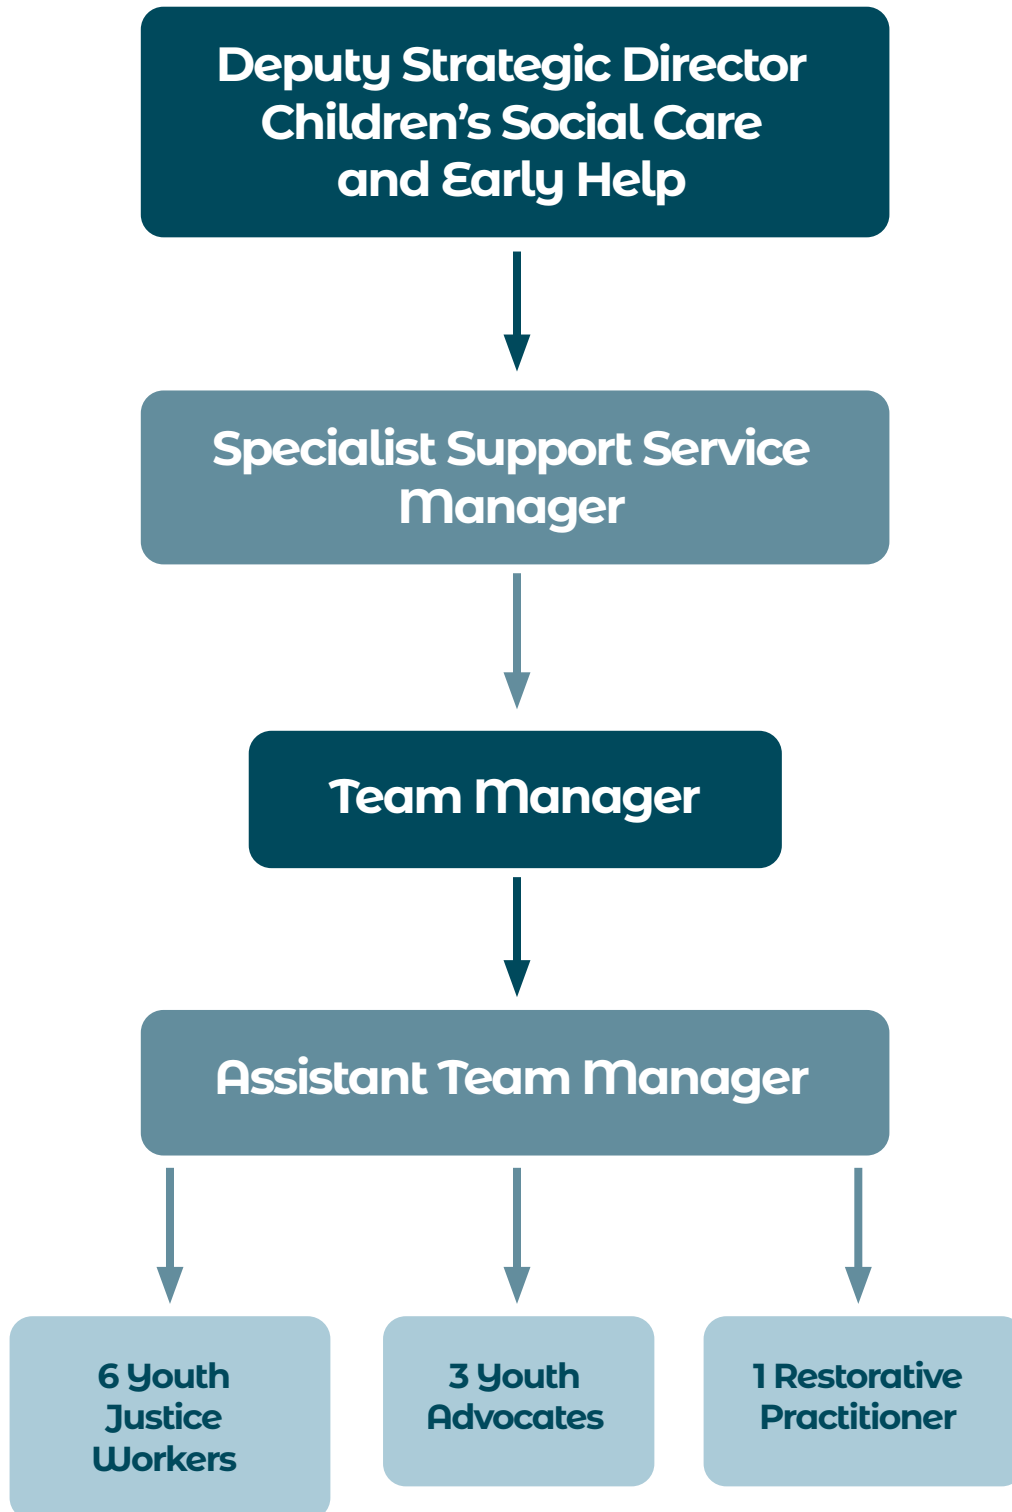 Deputy Strategic Director
Children’s Social Care
and Early Help
Specialist Support Service
Manager
Team Manager
Assistant Team Manager
6 Youth
Justice
Workers
3 Youth
Advocates
1 Restorative
Practitioner